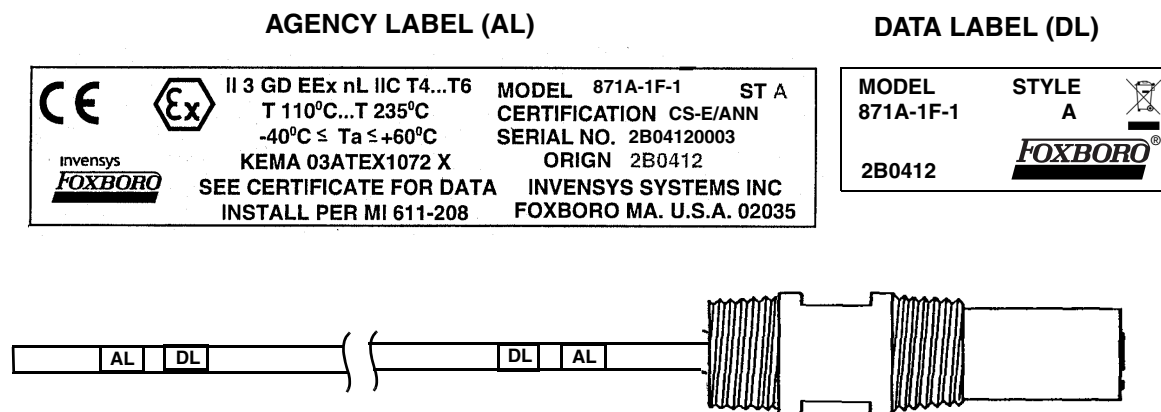 AGENCY LABEL (AL)
CE Ex
II 3 GD EEx nL IIC T4...T6
T 110⁰C...T 235⁰C
-40⁰C ≤ Ta ≤ +60⁰C
KEMA 03ATEX1072 X
SEE CERTIFICATE FOR DATA
INSTALL PER MI 611-208
invensys
FOXBORO
MODEL 871A-1F-1 ST A
CERTIFICATION CS-E/ANN
SERIAL NO. 2B04120003
ORIGN 2B0412
INVENSYS SYSTEMS INC
FOXBORO MA. U.S.A. 02035
DATA LABEL (DL)
MODEL STYLE
871A-1F-1 A
2B0412
FOXBORO®
AL DL DL AL